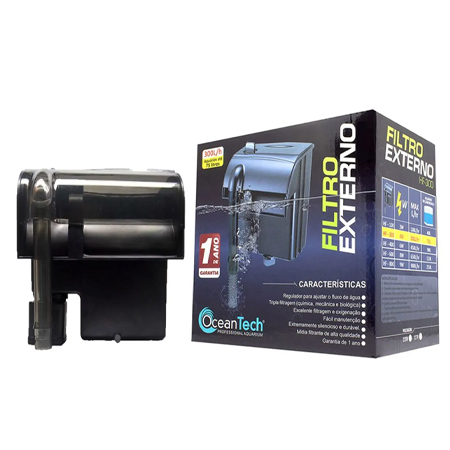 300L/h
Aquários até
75 litros
FILTRO
EXTERNO
1
ANO
GARANTIA
OceanTech
PROFESSIONAL AQUARIUM
CARACTERÍSTICAS
Regulador para ajustar o fluxo de água
Tripla filtragem (química, mecânica e biológica)
Excelente filtragem e oxigenação
Fácil manutenção
Extremamente silencioso e durável
Mídia filtrante de alta qualidade
Garantia de 1 ano
FILTRO
EXTERNO
HF-300
W
MAX
L/h